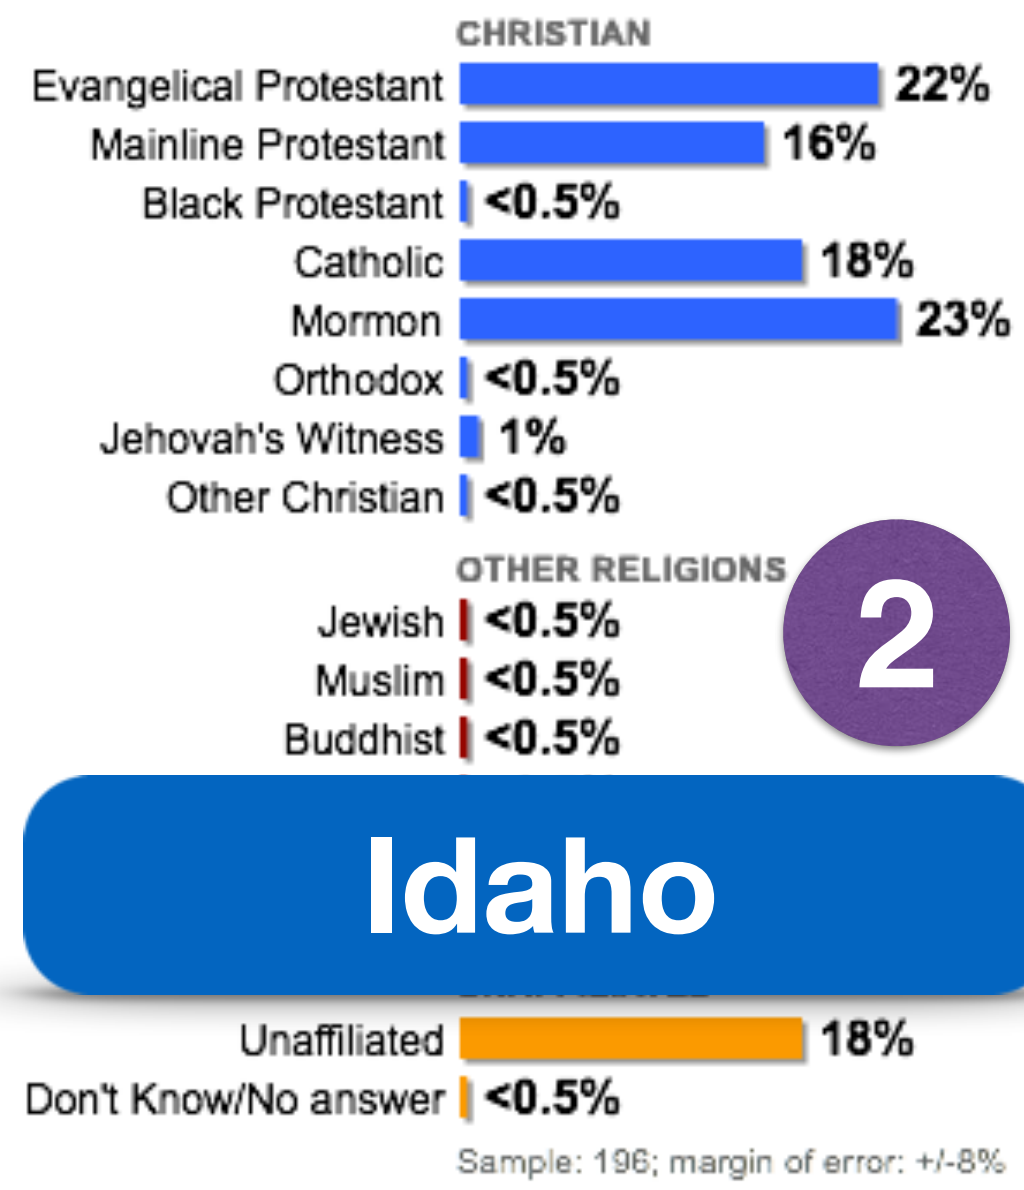 CHRISTIAN
Evangelical Protestant 22%
Mainline Protestant 16%
Black Protestant <0.5%
Catholic 18%
Mormon 23%
Orthodox <0.5%
Jehovah's Witness 1%
Other Christian <0.5%
OTHER RELIGIONS
Jewish <0.5%
2
Muslim <0.5%
Buddhist <0.5%
Idaho
Unaffiliated 18%
Don't Know/No answer <0.5%
Sample: 196; margin of error: +/-8%